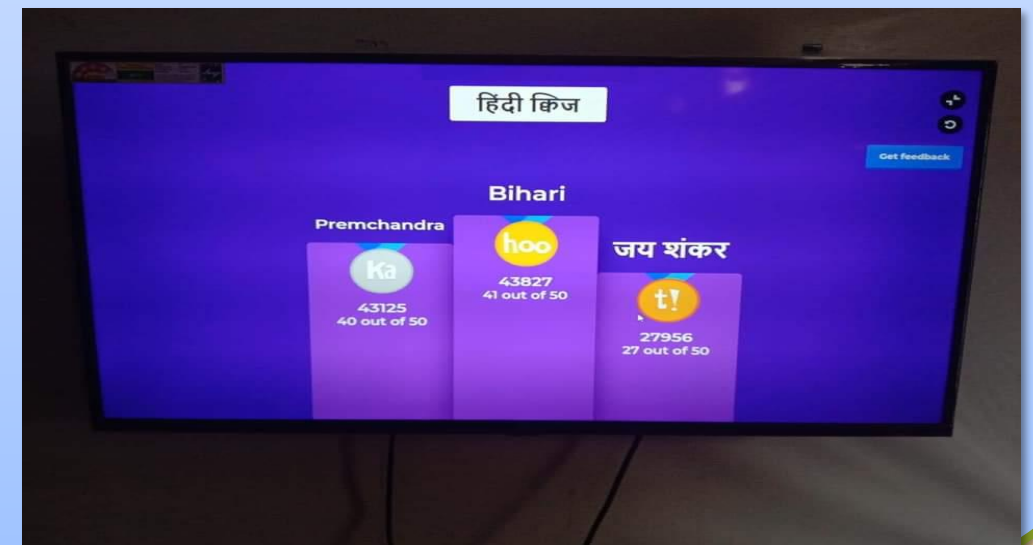 हिंदी क्विज
Get feedback
Bihari
hoo
43827
41 out of 50
Premchandra
Ka
43125
40 out of 50
जय शंकर
t!
27956
27 out of 50